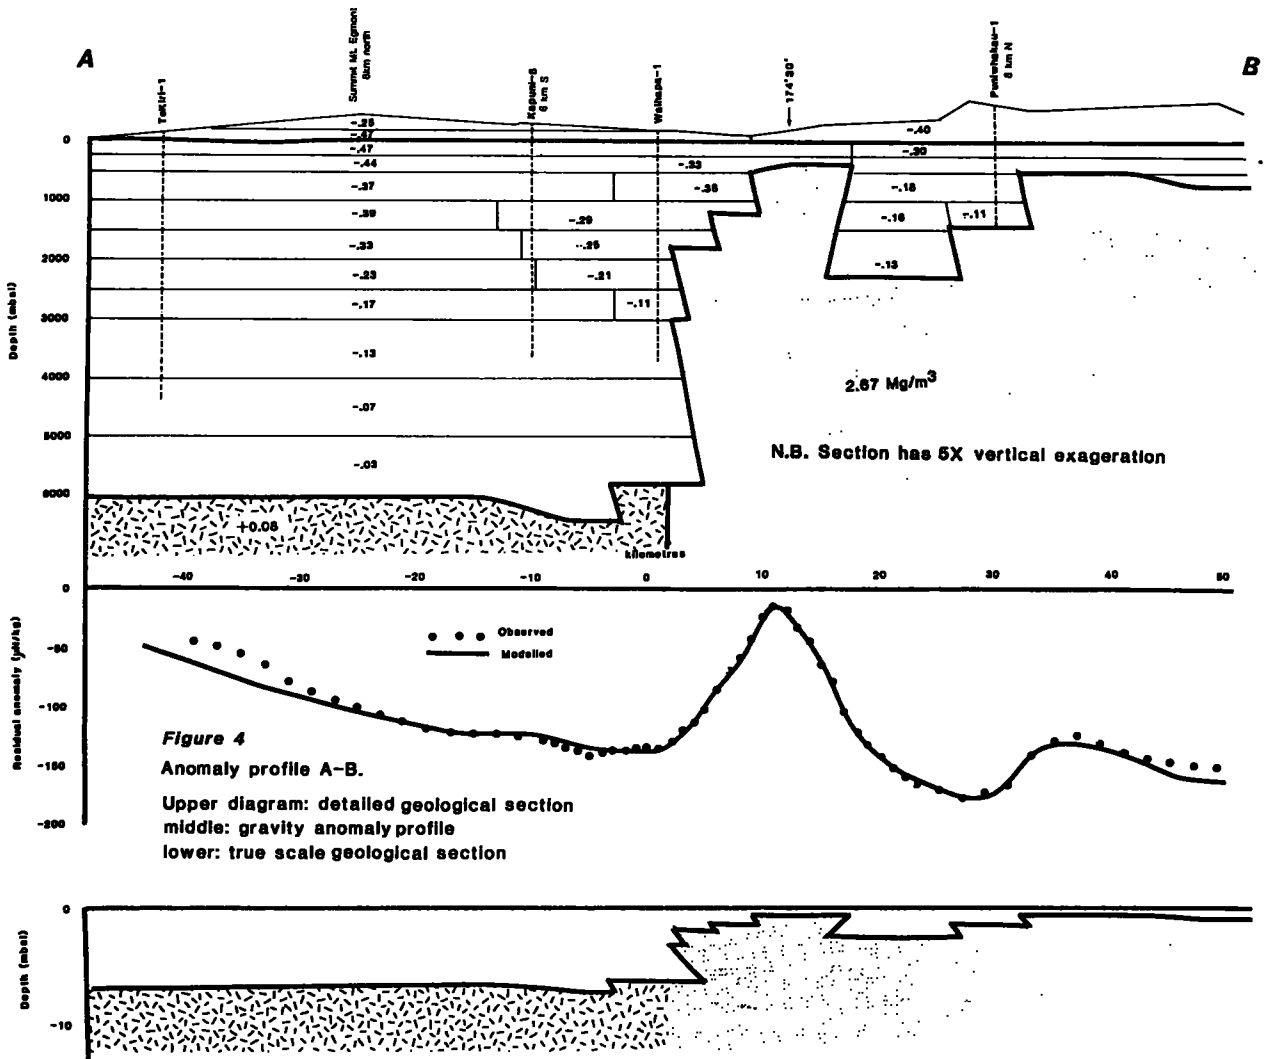 A
B
Tekiri-1
Summit Mt. Egmont
8km north
Kapuni-8
6 km S
Waihapa-1
174°30'
Puniwhakau-1
8 km N
0
1000
2000
3000
4000
5000
6000
Depth (mbsl)
-.25
-.47
-.47
-.44
-.37
-.39
-.33
-.23
-.17
-.13
-.07
-.03
+0.08
-.33
-.38
-.29
-.25
-.21
-.11
-.40
-.30
-.18
-.16
-.11
-.13
2.67 Mg/m³
N.B. Section has 5X vertical exageration
kilometres
-40
-30
-20
-10
0
10
20
30
40
50
0
-50
-100
-150
-200
Residual anomaly (µN/kg)
Observed
Modelled
Figure 4
Anomaly profile A-B.
Upper diagram: detailed geological section
middle: gravity anomaly profile
lower: true scale geological section
0
-10
Depth (mbsl)